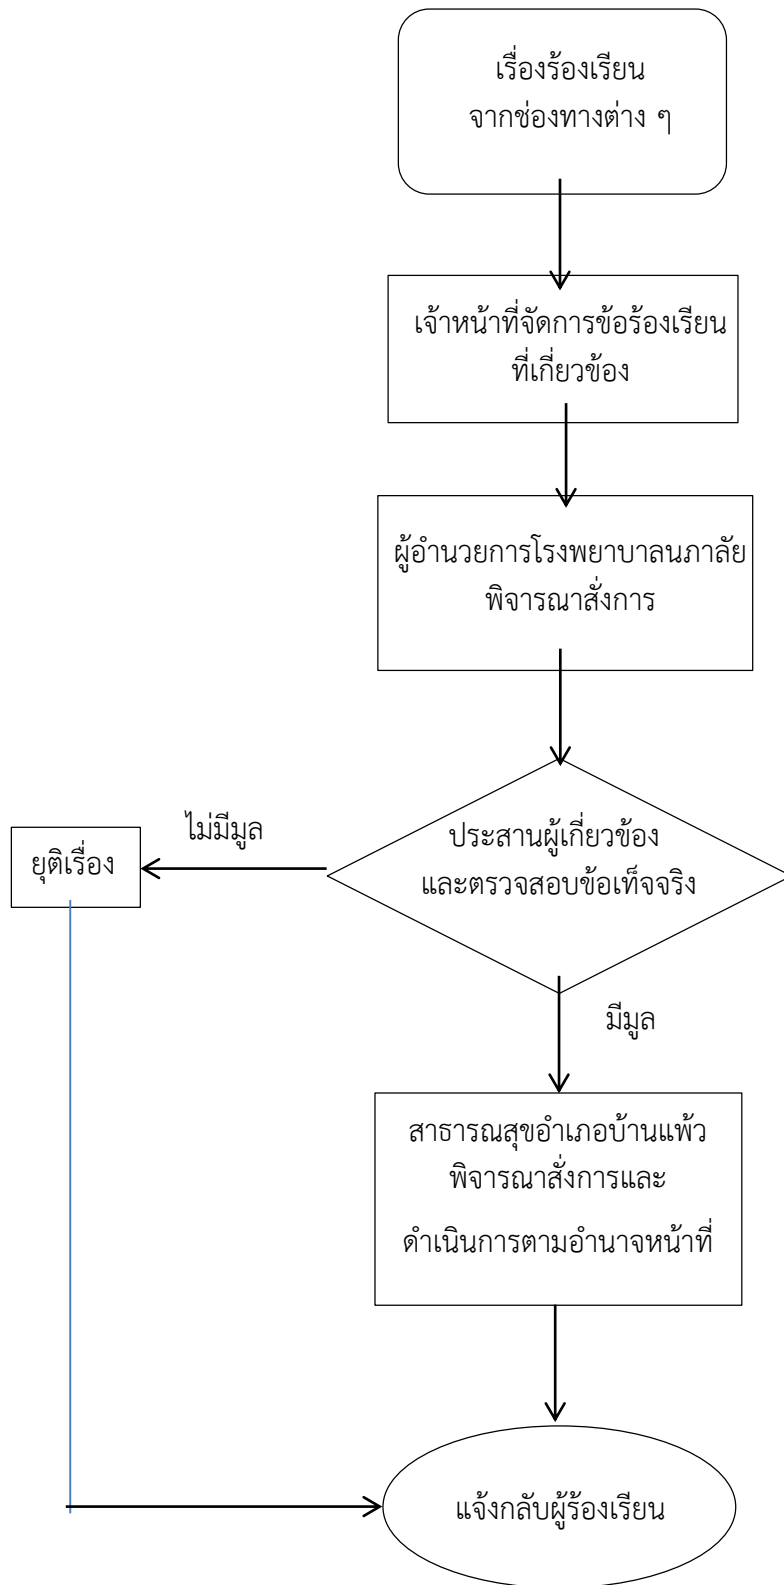 เรื่องร้องเรียน
จากช่องทางต่าง ๆ
เจ้าหน้าที่จัดการข้อร้องเรียน
ที่เกี่ยวข้อง
ผู้อำนวยการโรงพยาบาลนภาลัย
พิจารณาสั่งการ
ประสานผู้เกี่ยวข้อง
และตรวจสอบข้อเท็จจริง
ไม่มีมูล
ยุติเรื่อง
มีมูล
สาธารณสุขอำเภอบ้านแพ้ว
พิจารณาสั่งการและ
ดำเนินการตามอำนาจหน้าที่
แจ้งกลับผู้ร้องเรียน